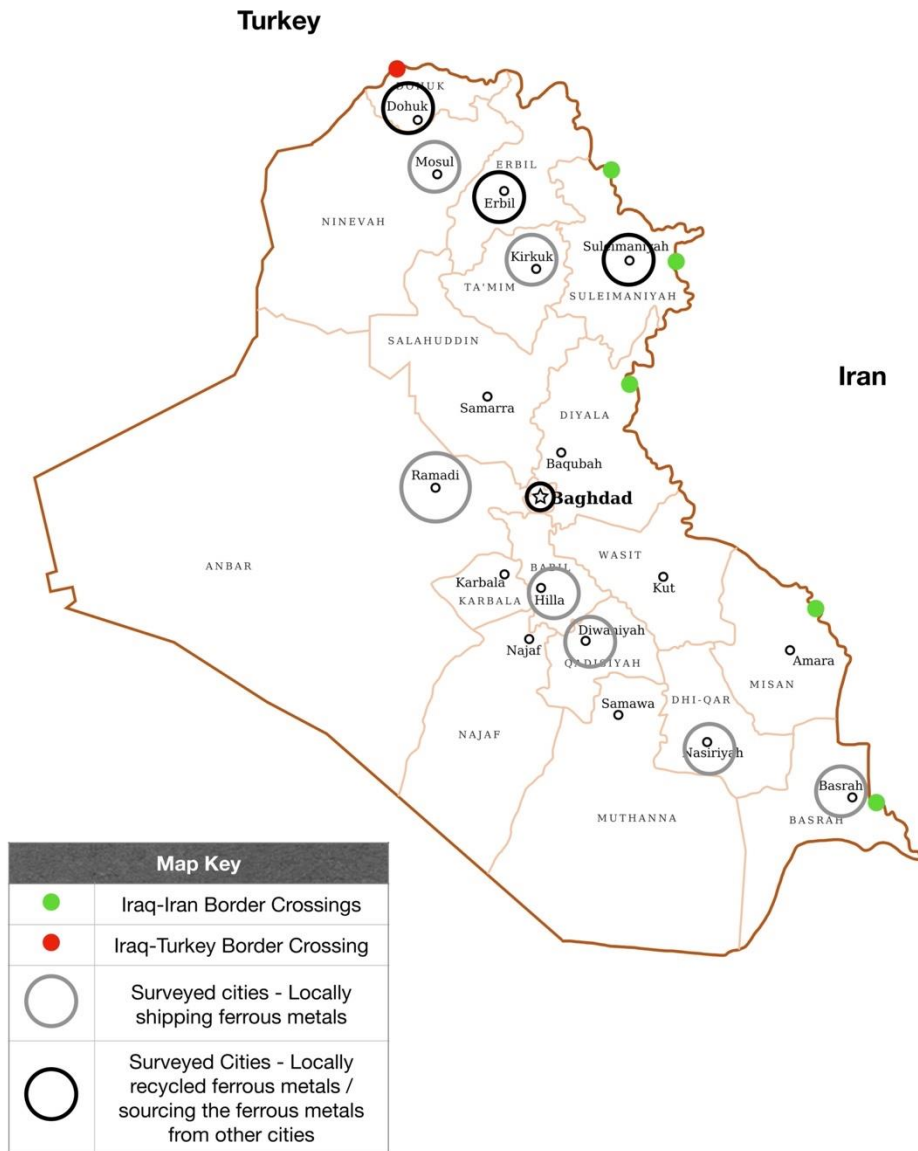 Turkey
DOHUK
Dohuk
Mosul
ERBIL
Erbil
NINEVAH
Suleimaniyah
Kirkuk
TA'MIM
SULEIMANIYAH
SALAHUDDIN
Iran
Samarra
DIYALA
Baqubah
Ramadi
Baghdad
ANBAR
WASIT
BABIL
Karbala
KARBALA
Hilla
Kut
Diwaniyah
Najaf
QADISIYAH
Amara
MISAN
Samawa
DHI-QAR
NAJAF
Nasiriyah
Basrah
MUTHANNA
BASRAH
Map Key
Iraq-Iran Border Crossings
Iraq-Turkey Border Crossing
Surveyed cities - Locally
shipping ferrous metals
Surveyed Cities - Locally
recycled ferrous metals /
sourcing the ferrous metals
from other cities